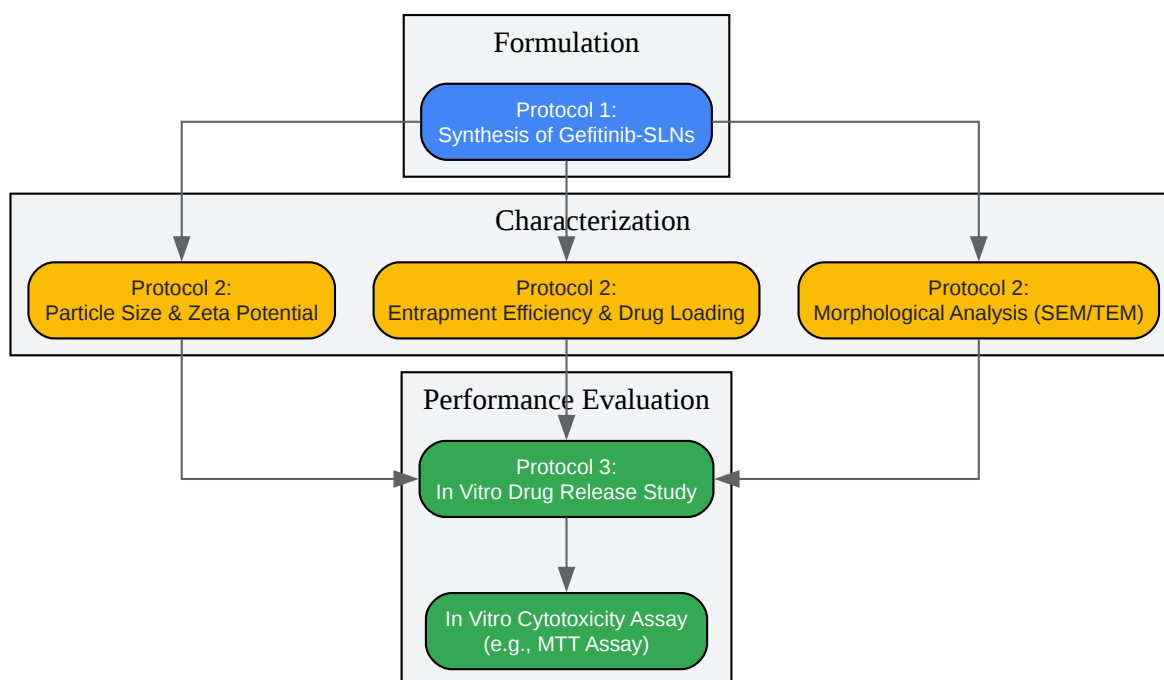 Formulation
Protocol 1:
Synthesis of Gefitinib-SLNs
Characterization
Protocol 2:
Particle Size & Zeta Potential
Protocol 2:
Entrapment Efficiency & Drug Loading
Protocol 2:
Morphological Analysis (SEM/TEM)
Performance Evaluation
Protocol 3:
In Vitro Drug Release Study
In Vitro Cytotoxicity Assay
(e.g., MTT Assay)